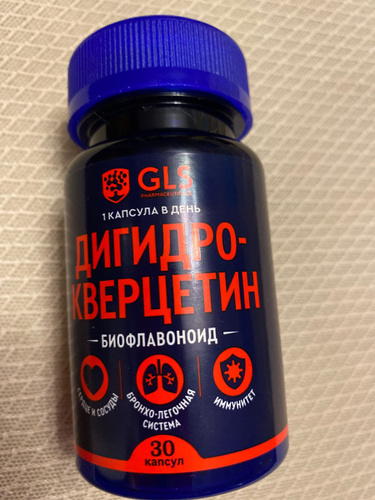 GLS
PHARMACEUTICALS
1 КАПСУЛА В ДЕНЬ
ДИГИДРО-
КВЕРЦЕТИН
БИОФЛАВОНОИД
СЕРДЦЕ И СОСУДЫ
БРОНХО-ЛЕГОЧНАЯ
СИСТЕМА
ИММУНИТЕТ
30
капсул